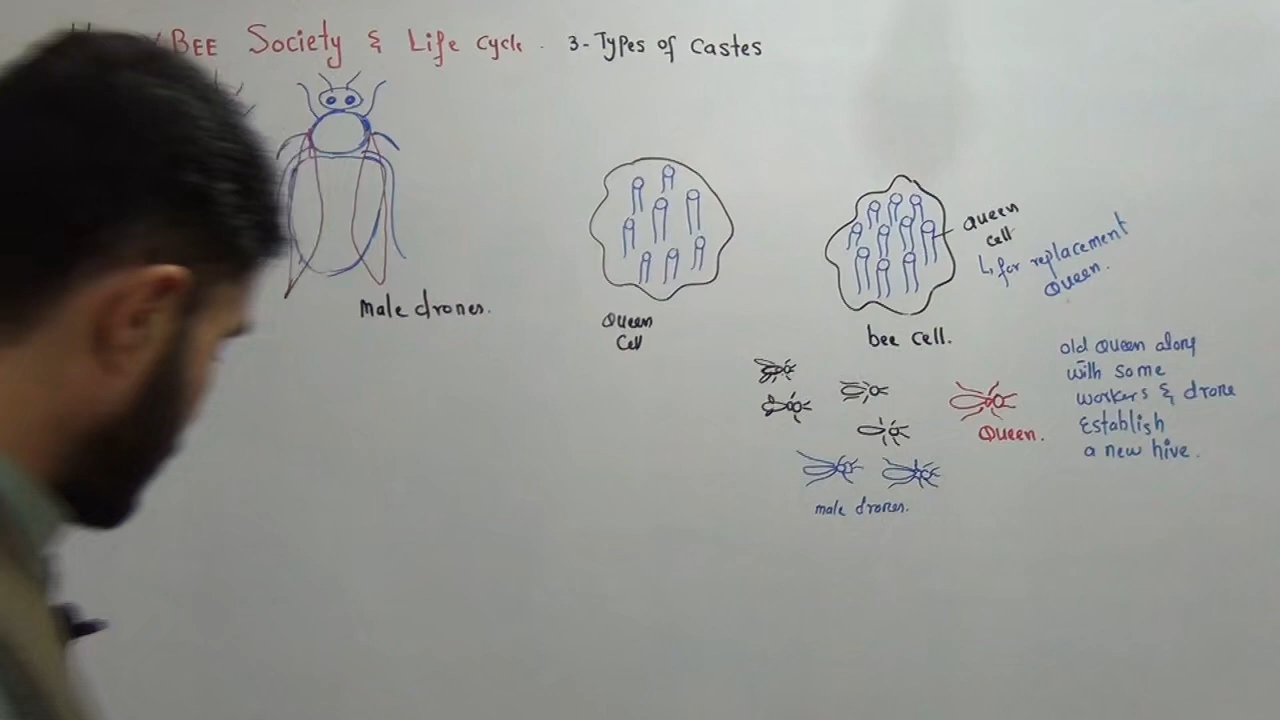 BEE Society & Life Cycle. 3-Types of Castes
male drones.
Queen
Cell
bee cell.
Queen
cell
↳ for replacement
Queen.
Queen.
male drones.
old Queen along
with some
workers & drone
Establish
a new hive.